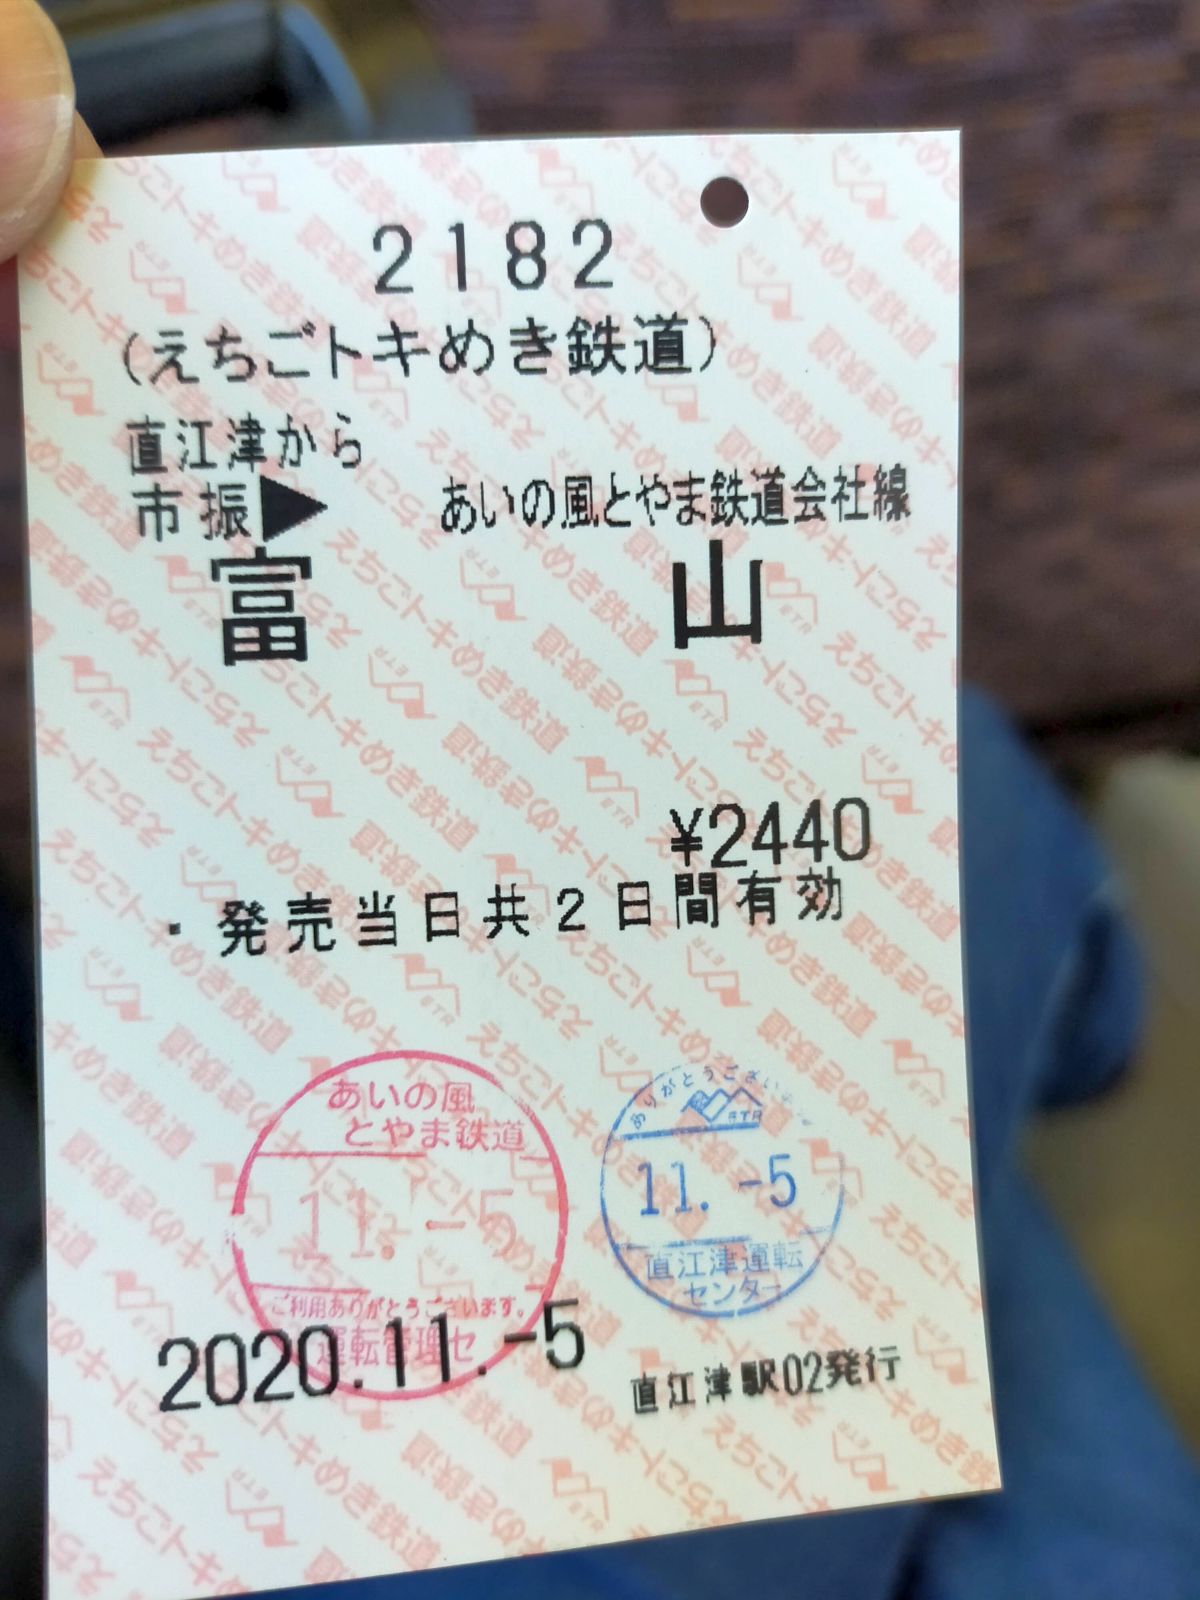 2182
(えちごトキめき鉄道)
直江津から
市振▶ あいの風とやま鉄道会社線
富山
¥2440
・発売当日共2日間有効
あいの風
とやま鉄道
11.-5
ご利用ありがとうございます。
運転管理セ
ありがとうござい
ETR
11.-5
直江津運転
センター
2020.11.-5
直江津駅02発行